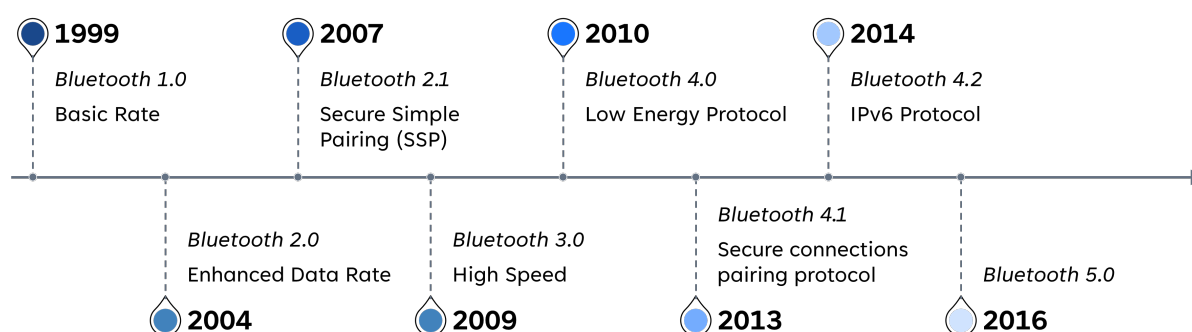 1999
Bluetooth 1.0
Basic Rate
2007
Bluetooth 2.1
Secure Simple
Pairing (SSP)
2010
Bluetooth 4.0
Low Energy Protocol
2014
Bluetooth 4.2
IPv6 Protocol
Bluetooth 2.0
Enhanced Data Rate
2004
Bluetooth 3.0
High Speed
2009
Bluetooth 4.1
Secure connections
pairing protocol
2013
Bluetooth 5.0
2016